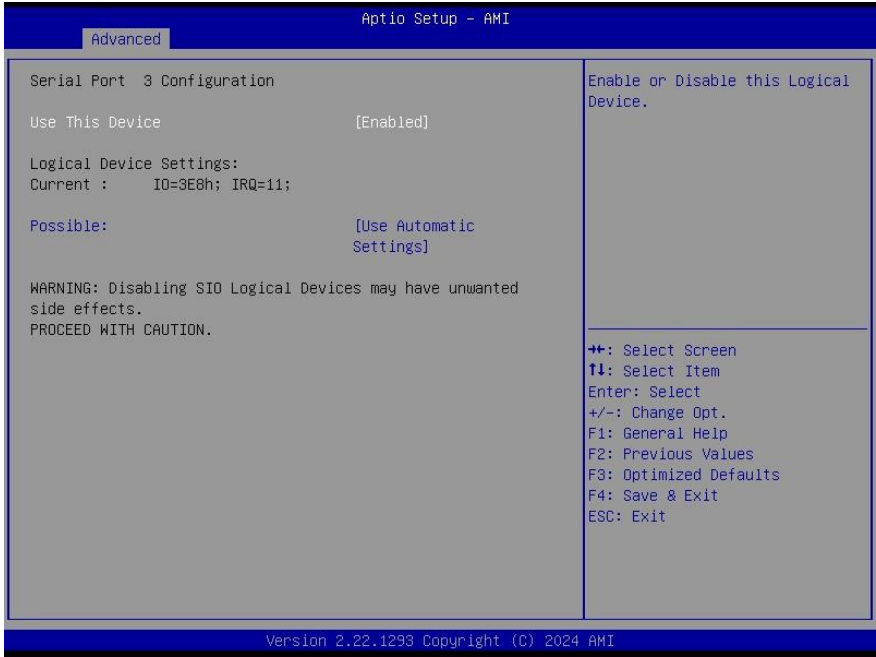 Aptio Setup - AMI
Advanced
Serial Port  3 Configuration
Use This Device [Enabled]
Logical Device Settings:
Current :     IO=3E8h; IRQ=11;
Possible: [Use Automatic
Settings]
WARNING: Disabling SIO Logical Devices may have unwanted
side effects.
PROCEED WITH CAUTION.
Enable or Disable this Logical
Device.
→←: Select Screen
↑↓: Select Item
Enter: Select
+/-: Change Opt.
F1: General Help
F2: Previous Values
F3: Optimized Defaults
F4: Save & Exit
ESC: Exit
Version 2.22.1293 Copyright (C) 2024 AMI